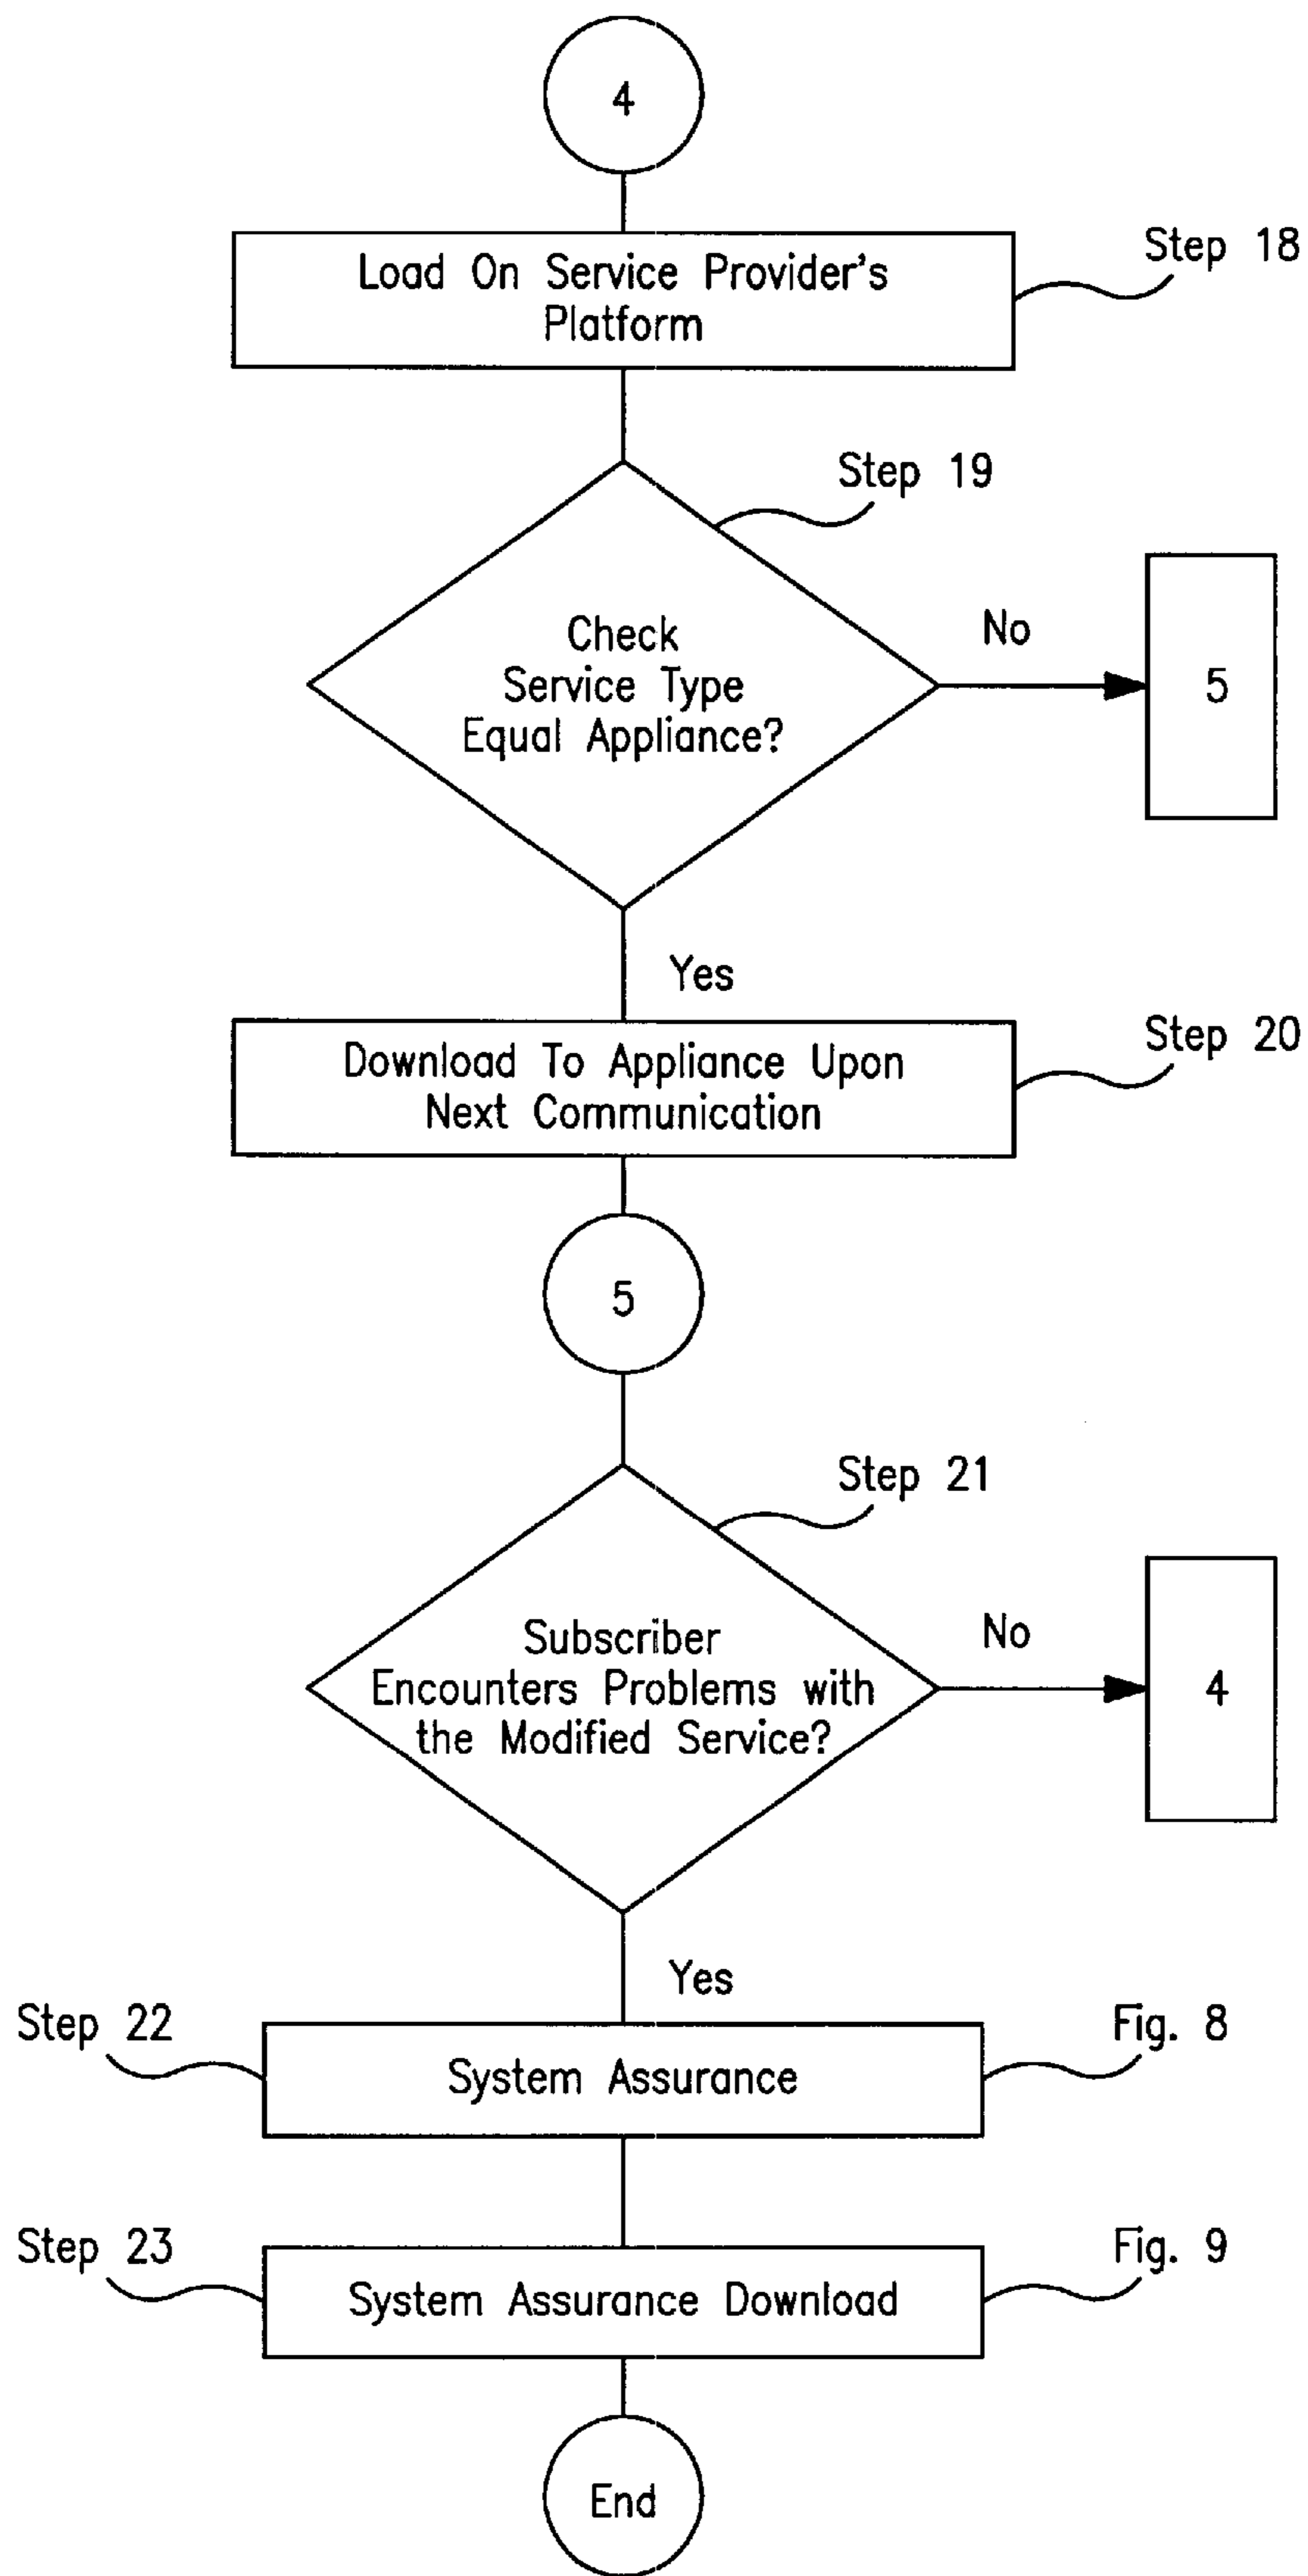 4
Load On Service Provider's
Platform
Step 18
Step 19
Check
Service Type
Equal Appliance?
No
5
Yes
Download To Appliance Upon
Next Communication
Step 20
5
Step 21
Subscriber
Encounters Problems with
the Modified Service?
No
4
Yes
Step 22
System Assurance
Fig. 8
Step 23
System Assurance Download
Fig. 9
End